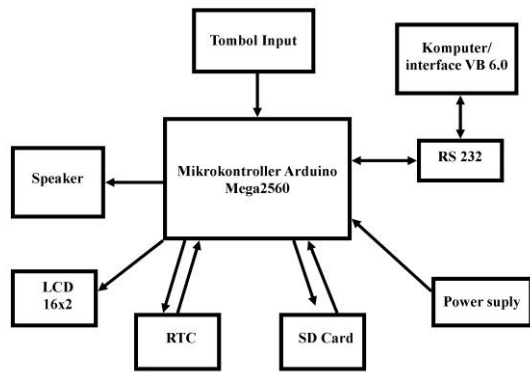 Tombol Input
Komputer/
interface VB 6.0
Mikrokontroller Arduino
Mega2560
RS 232
Speaker
LCD
16x2
RTC
SD Card
Power suply